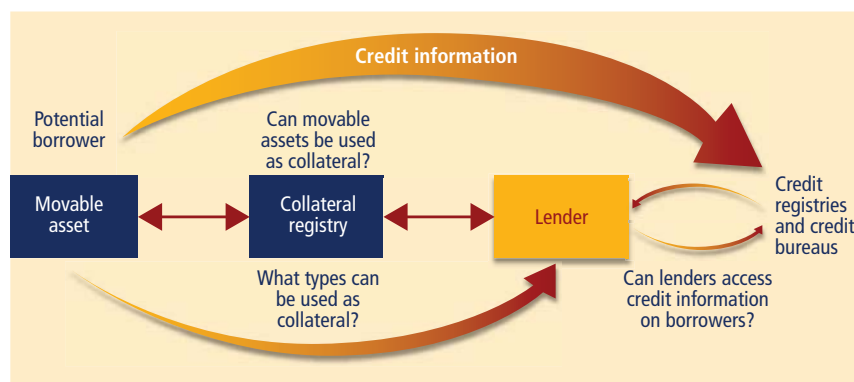 Credit information
Potential
borrower
Can movable
assets be used
as collateral?
Movable
asset
Collateral
registry
Lender
Credit
registries
and credit
bureaus
What types can
be used as
collateral?
Can lenders access
credit information
on borrowers?